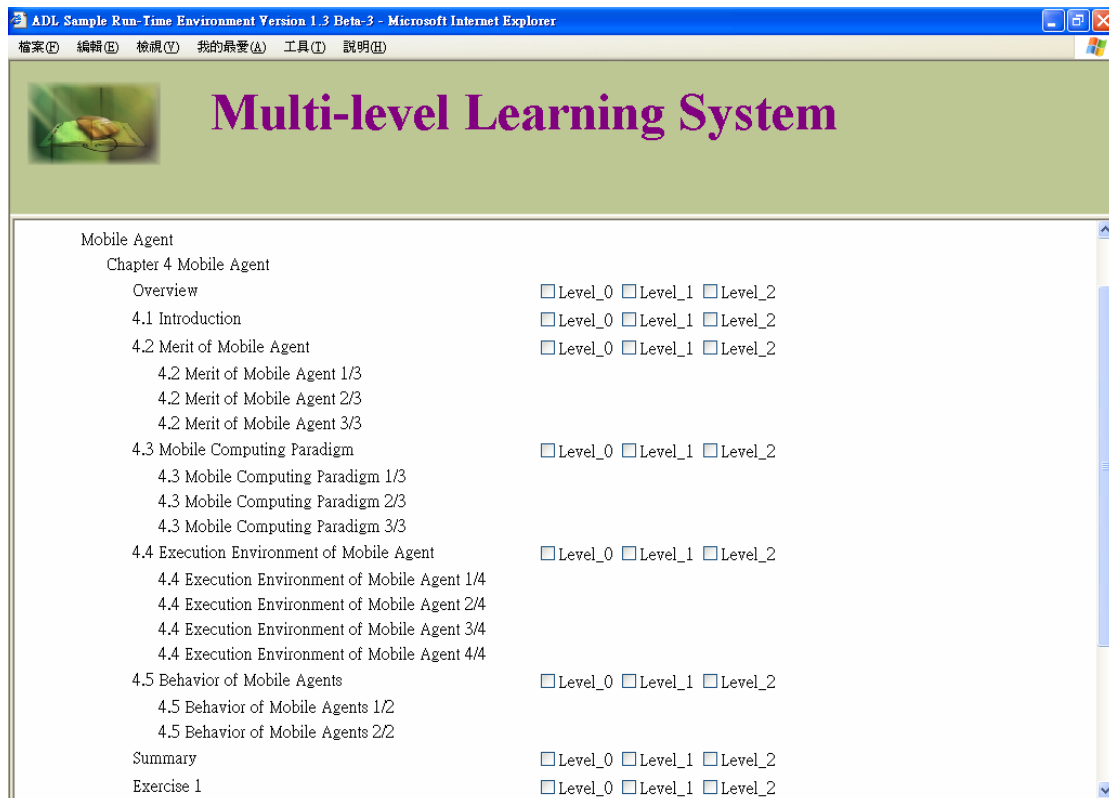 ADL Sample Run-Time Environment Version 1.3 Beta-3 - Microsoft Internet Explorer
檔案(F) 編輯(E) 檢視(V) 我的最愛(A) 工具(T) 說明(H)
Multi-level Learning System
Mobile Agent
Chapter 4 Mobile Agent
Overview Level_0 Level_1 Level_2
4.1 Introduction Level_0 Level_1 Level_2
4.2 Merit of Mobile Agent Level_0 Level_1 Level_2
4.2 Merit of Mobile Agent 1/3
4.2 Merit of Mobile Agent 2/3
4.2 Merit of Mobile Agent 3/3
4.3 Mobile Computing Paradigm Level_0 Level_1 Level_2
4.3 Mobile Computing Paradigm 1/3
4.3 Mobile Computing Paradigm 2/3
4.3 Mobile Computing Paradigm 3/3
4.4 Execution Environment of Mobile Agent Level_0 Level_1 Level_2
4.4 Execution Environment of Mobile Agent 1/4
4.4 Execution Environment of Mobile Agent 2/4
4.4 Execution Environment of Mobile Agent 3/4
4.4 Execution Environment of Mobile Agent 4/4
4.5 Behavior of Mobile Agents Level_0 Level_1 Level_2
4.5 Behavior of Mobile Agents 1/2
4.5 Behavior of Mobile Agents 2/2
Summary Level_0 Level_1 Level_2
Exercise 1 Level_0 Level_1 Level_2